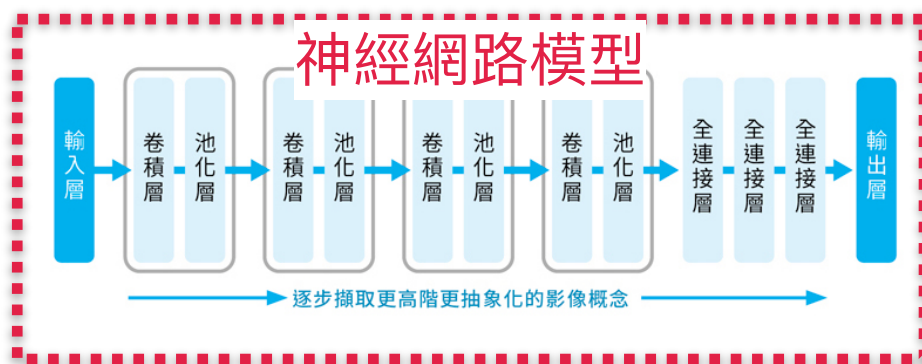 神經網路模型
輸入層
卷積層
池化層
卷積層
池化層
卷積層
池化層
卷積層
池化層
全連接層
全連接層
全連接層
輸出層
逐步擷取更高階更抽象化的影像概念